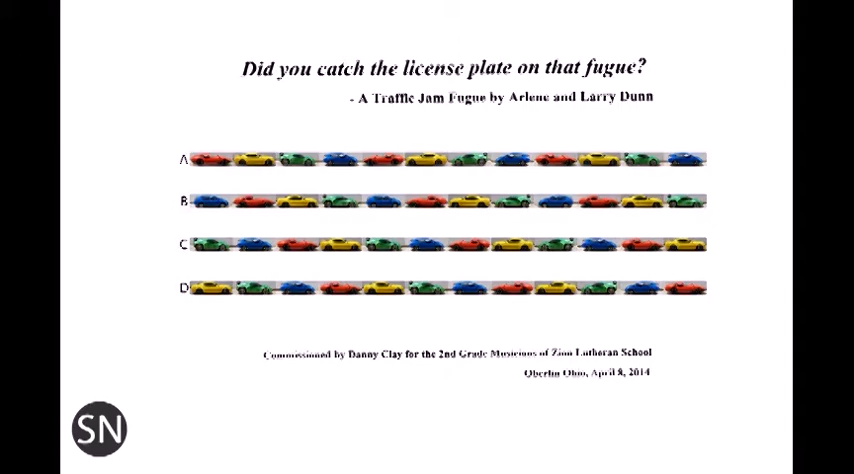 Did you catch the license plate on that fugue?
- A Traffic Jam Fugue by Arlene and Larry Dunn
A
B
C
D
Commissioned by Danny Clay for the 2nd Grade Musicians of Zion Lutheran School
Oberlin Ohio, April 8, 2014
SN